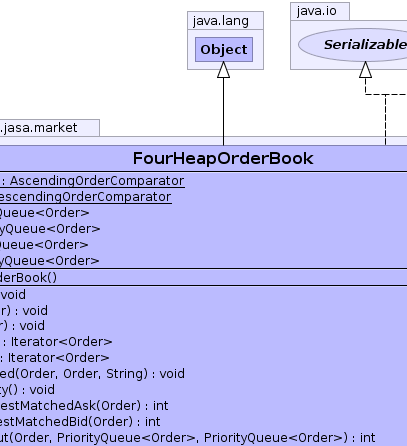 java.lang
java.io
Object
Serializable
.jasa.market
FourHeapOrderBook
: AscendingOrderComparator
escendingOrderComparator
Queue<Order>
yQueue<Order>
Queue<Order>
yQueue<Order>
derBook()
void
r) : void
r) : void
: Iterator<Order>
: Iterator<Order>
ed(Order, Order, String) : void
ty() : void
estMatchedAsk(Order) : int
estMatchedBid(Order) : int
ut(Order, PriorityQueue<Order>, PriorityQueue<Order>) : int